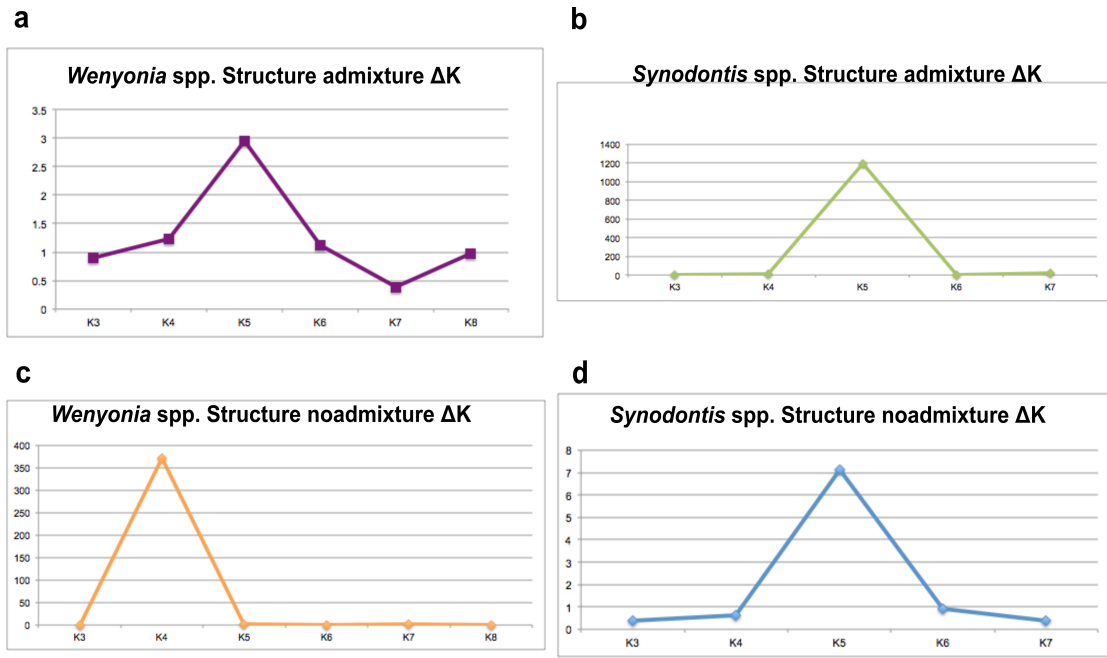 a
Wenyonia spp. Structure admixture ΔK
3.5
3
2.5
2
1.5
1
0.5
0
K3 K4 K5 K6 K7 K8
b
Synodontis spp. Structure admixture ΔK
1400
1200
1000
800
600
400
200
0
K3 K4 K5 K6 K7
c
Wenyonia spp. Structure noadmixture ΔK
400
350
300
250
200
150
100
50
0
K3 K4 K5 K6 K7 K8
d
Synodontis spp. Structure noadmixture ΔK
8
7
6
5
4
3
2
1
0
K3 K4 K5 K6 K7